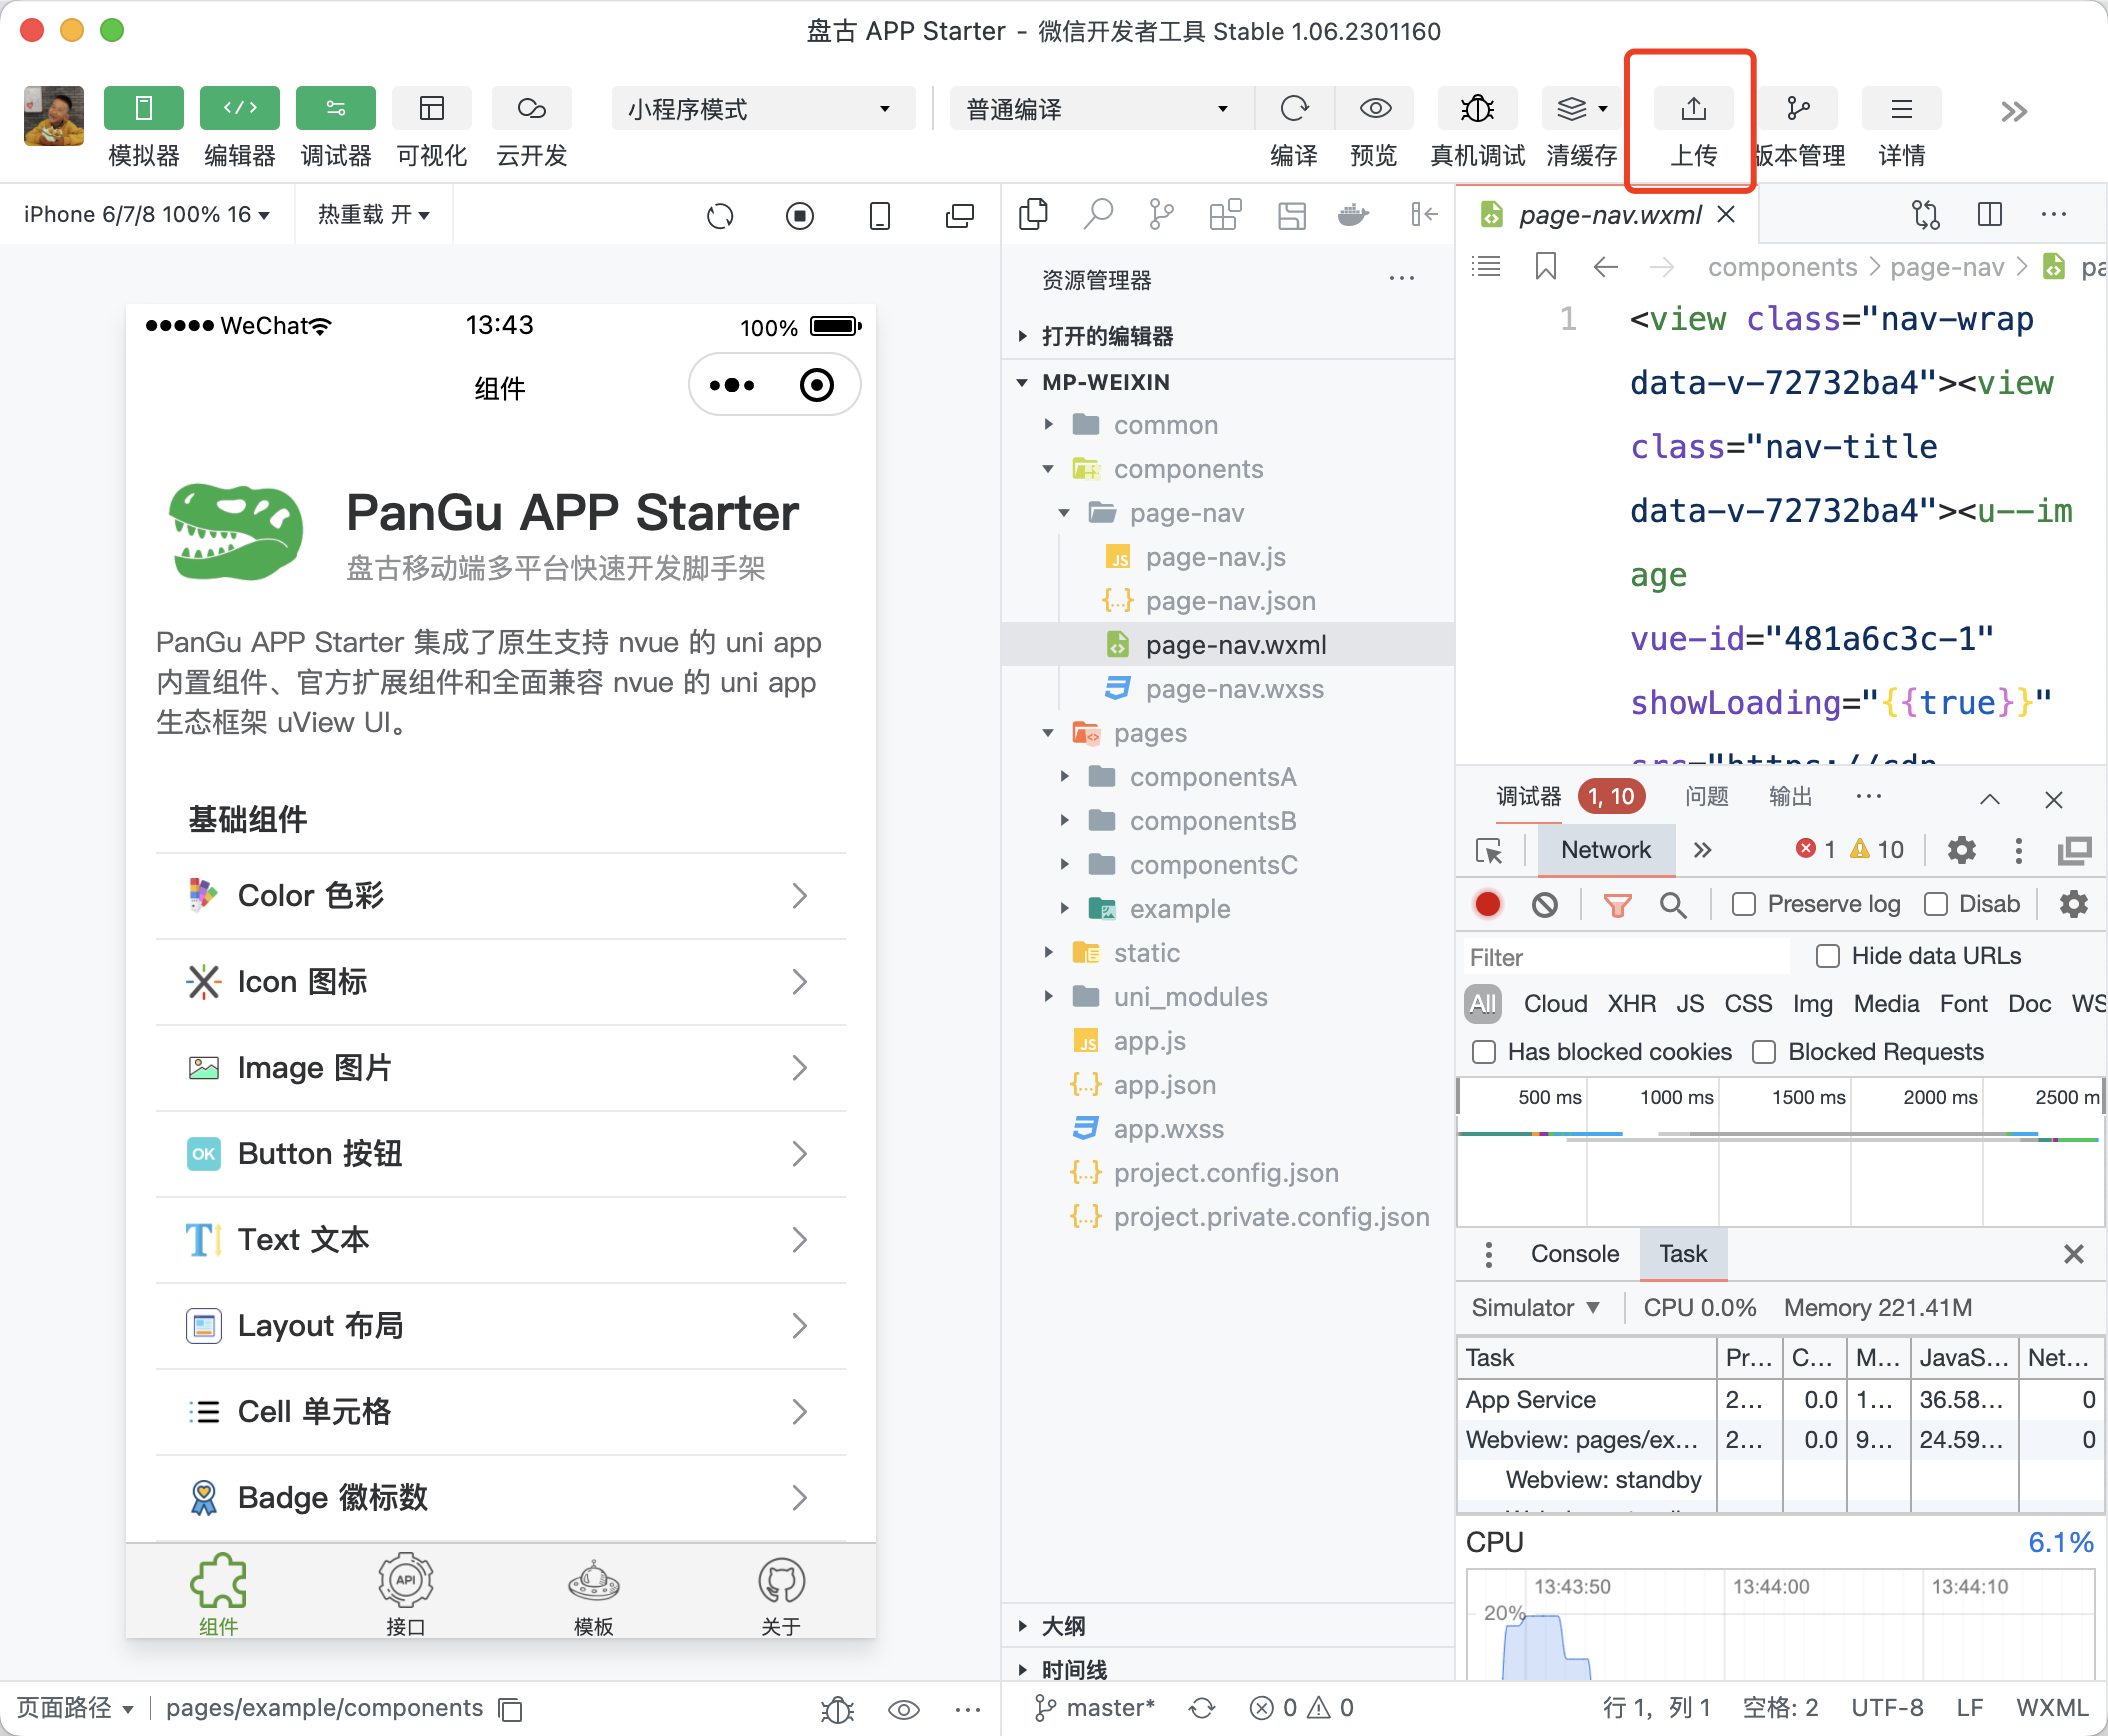 盘古 APP Starter - 微信开发者工具 Stable 1.06.2301160
模拟器 编辑器 调试器 可视化 云开发
小程序模式 普通编译
编译 预览 真机调试 清缓存 上传 版本管理 详情
iPhone 6/7/8 100% 16 热重载 开
WeChat 13:43 100%
组件
PanGu APP Starter
盘古移动端多平台快速开发脚手架
PanGu APP Starter 集成了原生支持 nvue 的 uni app
内置组件、官方扩展组件和全面兼容 nvue 的 uni app
生态框架 uView UI。
基础组件
Color 色彩
Icon 图标
Image 图片
OK Button 按钮
Text 文本
Layout 布局
Cell 单元格
Badge 徽标数
API
组件 接口 模板 关于
页面路径 pages/example/components
资源管理器
打开的编辑器
MP-WEIXIN
common
components
page-nav
JS page-nav.js
{..} page-nav.json
page-nav.wxml
page-nav.wxss
pages
componentsA
componentsB
componentsC
example
static
uni_modules
JS app.js
{..} app.json
app.wxss
{..} project.config.json
{..} project.private.config.json
大纲
时间线
master* 0 0
page-nav.wxml
components > page-nav > pa
1 <view class="nav-wrap
data-v-72732ba4"><view
class="nav-title
data-v-72732ba4"><u--im
age
vue-id="481a6c3c-1"
showLoading="{{true}}"
src="https://cdn
调试器 1, 10 问题 输出
Network 1 10
Preserve log Disab
Filter Hide data URLs
All Cloud XHR JS CSS Img Media Font Doc WS
Has blocked cookies Blocked Requests
500 ms 1000 ms 1500 ms 2000 ms 2500 m
Console Task
Simulator CPU 0.0% Memory 221.41M
Task Pr... C... M... JavaS... Net...
App Service 2... 0.0 1... 36.58... 0
Webview: pages/ex... 2... 0.0 9... 24.59... 0
Webview: standby
CPU 6.1%
13:43:50 13:44:00 13:44:10
20%
行 1，列 1 空格: 2 UTF-8 LF WXML